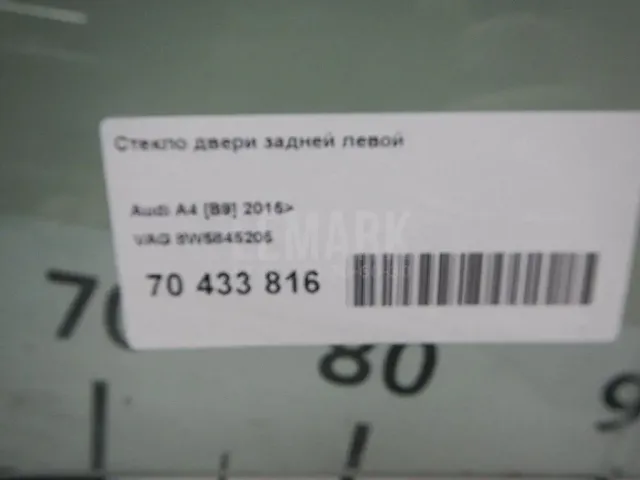 Стекло двери задней левой
Audi A4 [B9] 2015>
VAG 8W5845205
70 433 816
70
80
9